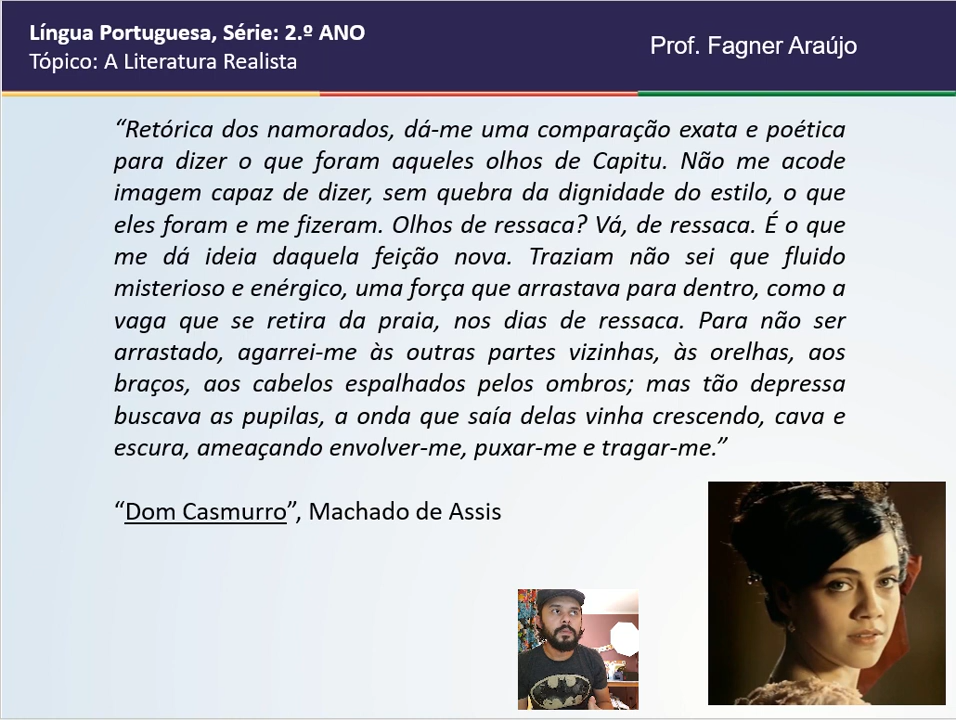 Língua Portuguesa, Série: 2.º ANO
Tópico: A Literatura Realista
Prof. Fagner Araújo
“Retórica dos namorados, dá-me uma comparação exata e poética
para dizer o que foram aqueles olhos de Capitu. Não me acode
imagem capaz de dizer, sem quebra da dignidade do estilo, o que
eles foram e me fizeram. Olhos de ressaca? Vá, de ressaca. É o que
me dá ideia daquela feição nova. Traziam não sei que fluido
misterioso e enérgico, uma força que arrastava para dentro, como a
vaga que se retira da praia, nos dias de ressaca. Para não ser
arrastado, agarrei-me às outras partes vizinhas, às orelhas, aos
braços, aos cabelos espalhados pelos ombros; mas tão depressa
buscava as pupilas, a onda que saía delas vinha crescendo, cava e
escura, ameaçando envolver-me, puxar-me e tragar-me.”
“Dom Casmurro”, Machado de Assis